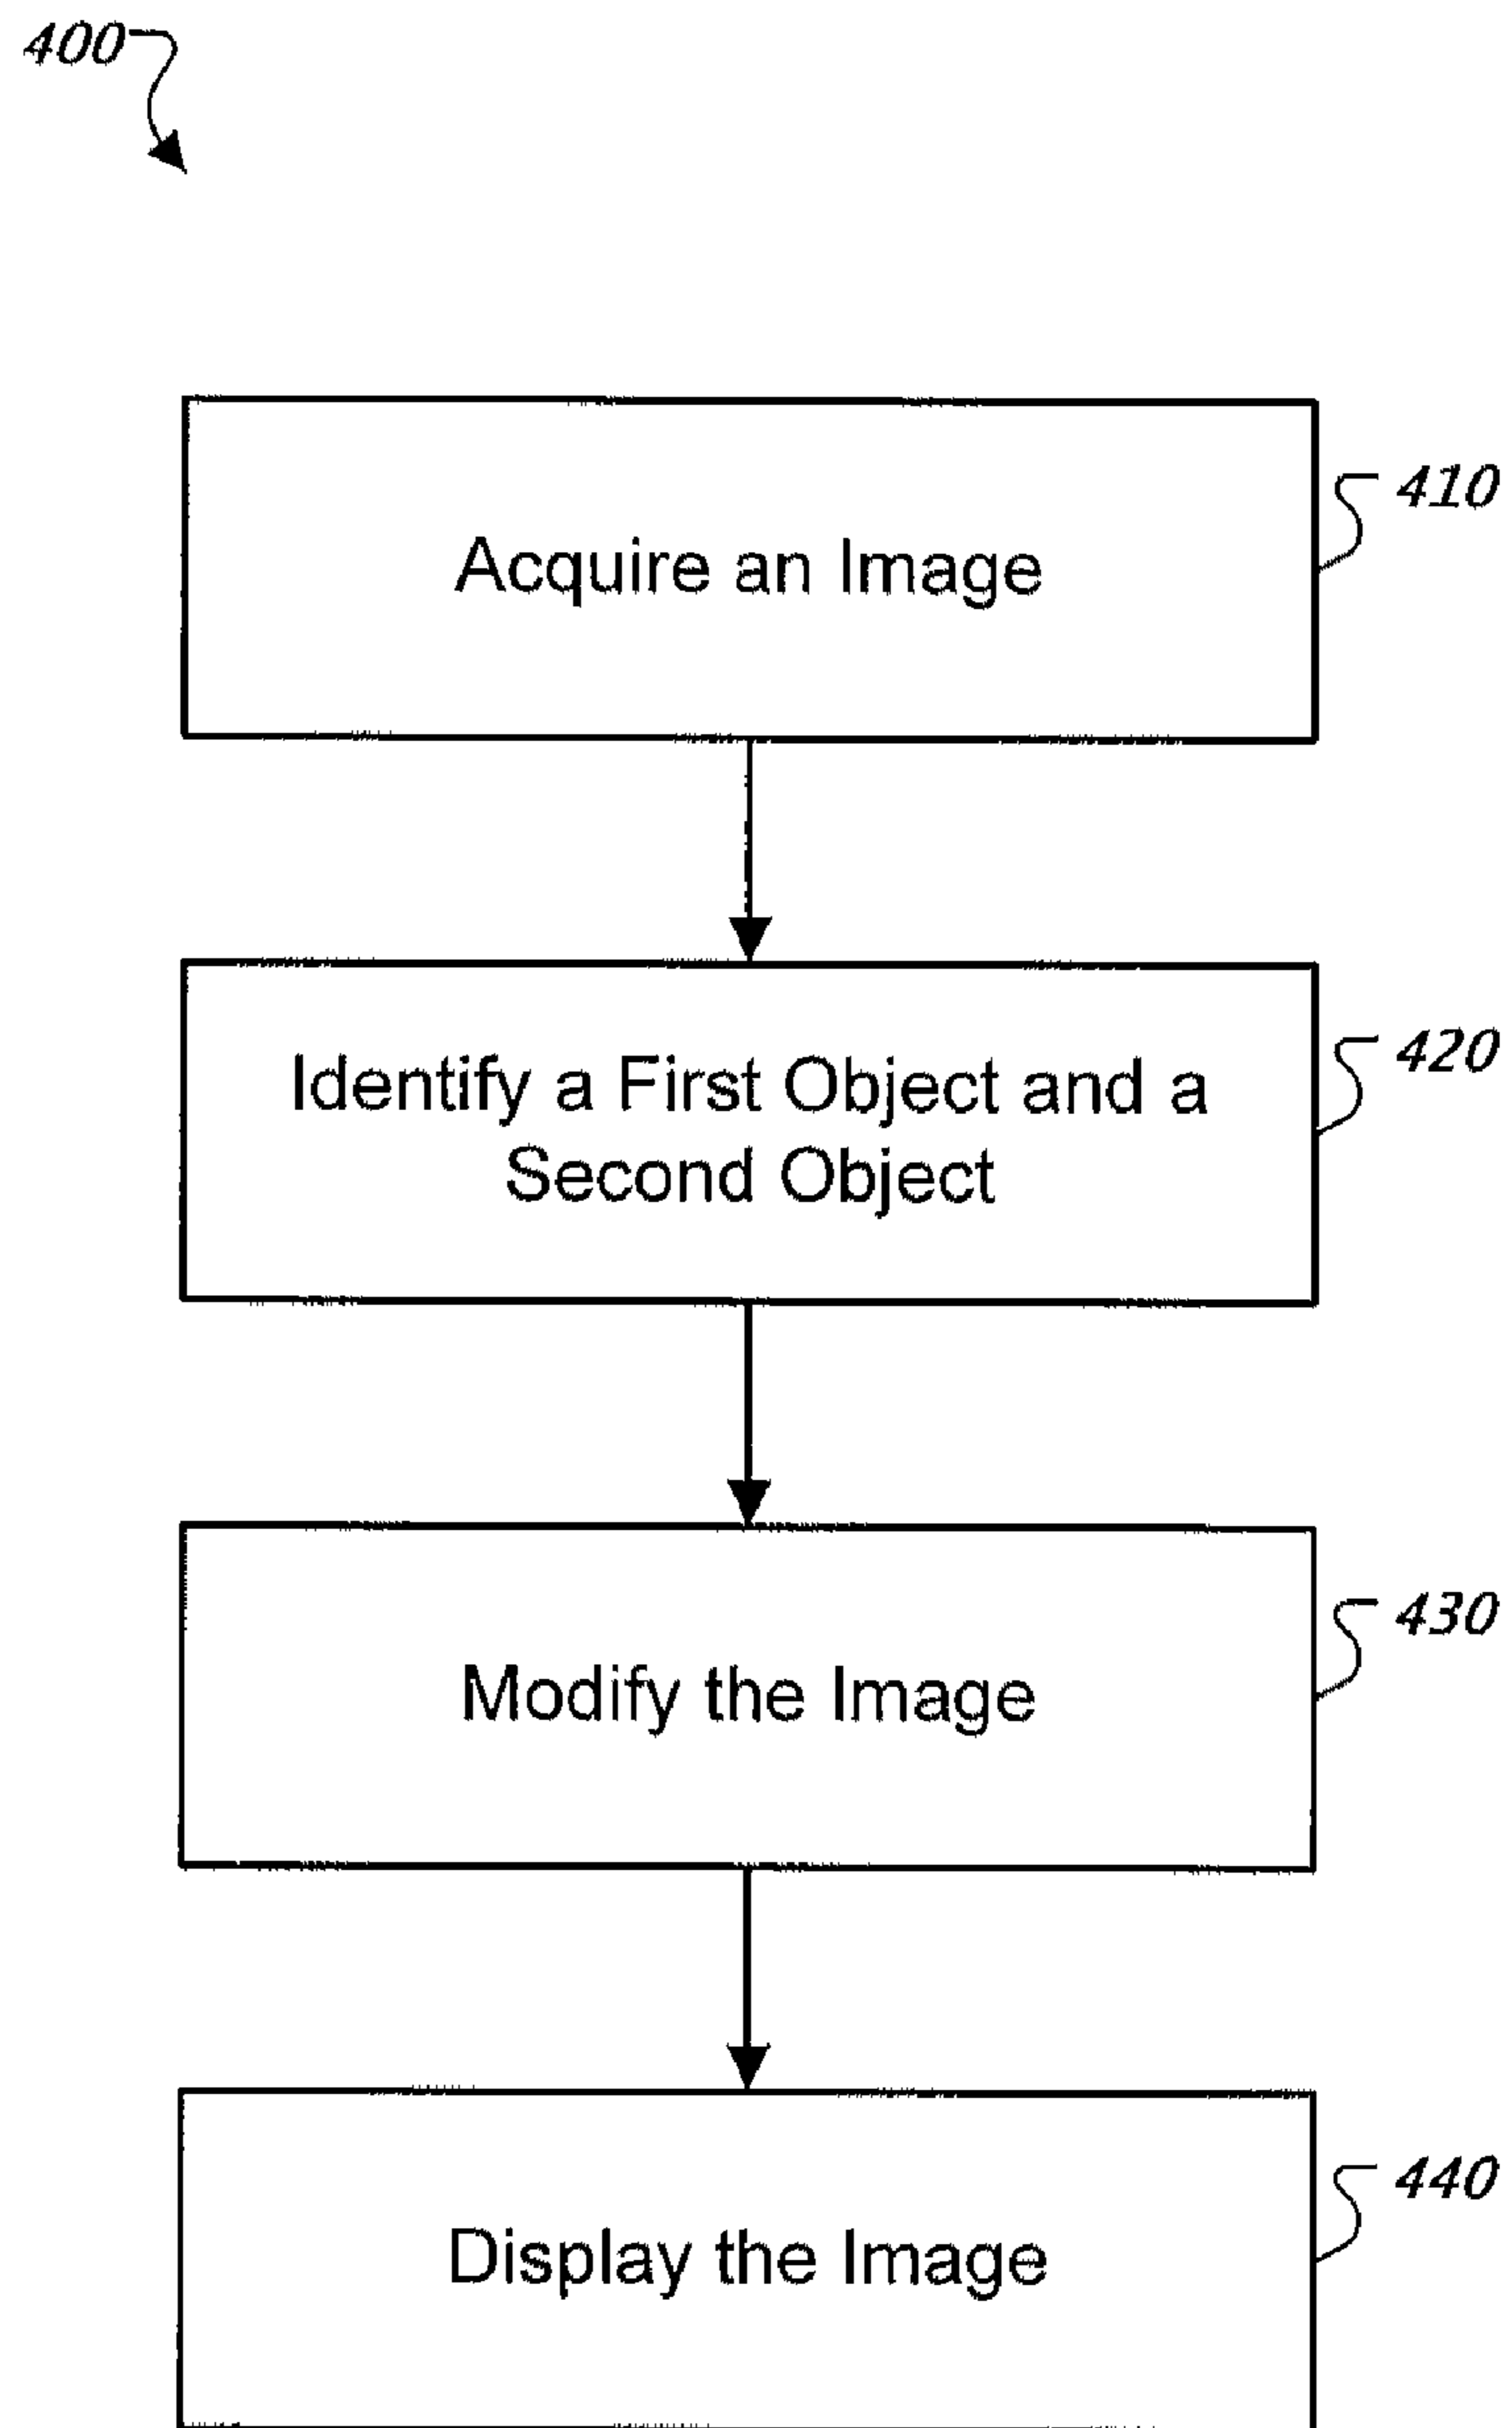 400
Acquire an Image
410
Identify a First Object and a
Second Object
420
Modify the Image
430
Display the Image
440